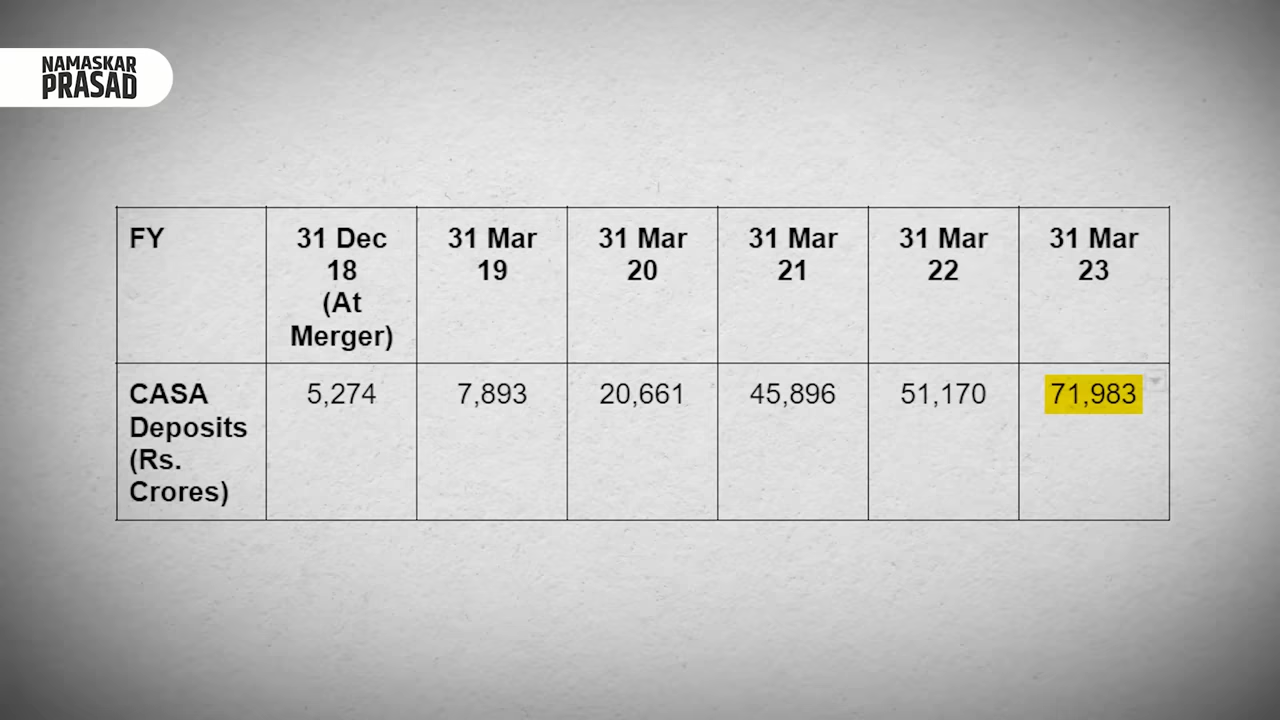 NAMASKAR
PRASAD
FY
31 Dec
18
(At
Merger)
31 Mar
19
31 Mar
20
31 Mar
21
31 Mar
22
31 Mar
23
CASA
Deposits
(Rs.
Crores)
5,274
7,893
20,661
45,896
51,170
71,983